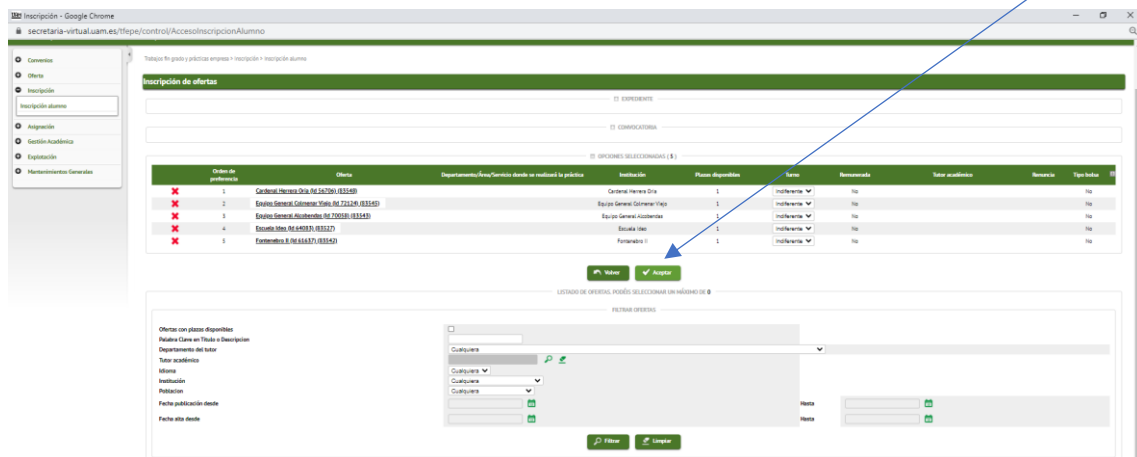 Inscripción - Google Chrome
secretaria-virtual.uam.es/tfepe/control/AccesoInscripcionAlumno
Convenios
Oferta
Inscripción
Inscripción alumno
Asignación
Gestión Académica
Explotación
Mantenimientos Generales
Trabajos fin grado y prácticas empresa > Inscripción > Inscripción alumno
Inscripción de ofertas
EXPEDIENTE
CONVOCATORIA
OPCIONES SELECCIONADAS ( 5 )
Orden de preferencia Oferta Departamento/Área/Servicio donde se realizará la práctica Institución Plazas disponibles Turno Remunerada Tutor académico Renuncia Tipo bolsa
1 Cardenal Herrera Oria (Id 56706) (83548) Cardenal Herrera Oria 1 Indiferente No No
2 Equipo General Colmenar Viejo (Id 72124) (83545) Equipo General Colmenar Viejo 1 Indiferente No No
3 Equipo General Alcobendas (Id 70058) (83543) Equipo General Alcobendas 1 Indiferente No No
4 Escuela Ideo (Id 64083) (83527) Escuela Ideo 1 Indiferente No No
5 Fontenebro II (Id 61637) (83542) Fontenebro II 1 Indiferente No No
Volver Aceptar
LISTADO DE OFERTAS. PODÉIS SELECCIONAR UN MÁXIMO DE 0
FILTRAR OFERTAS
Ofertas con plazas disponibles
Palabra Clave en Título o Descripcion
Departamento del tutor Cualquiera
Tutor académico
Idioma Cualquiera
Institución Cualquiera
Poblacion Cualquiera
Fecha publicación desde Hasta
Fecha alta desde Hasta
Filtrar Limpiar